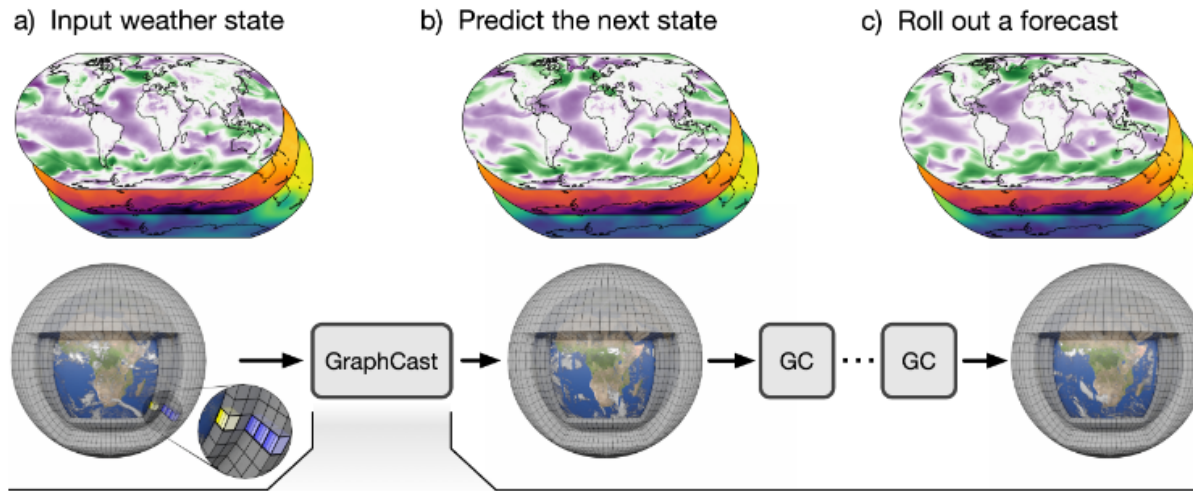 a) Input weather state
b) Predict the next state
c) Roll out a forecast
GraphCast
GC
...
GC